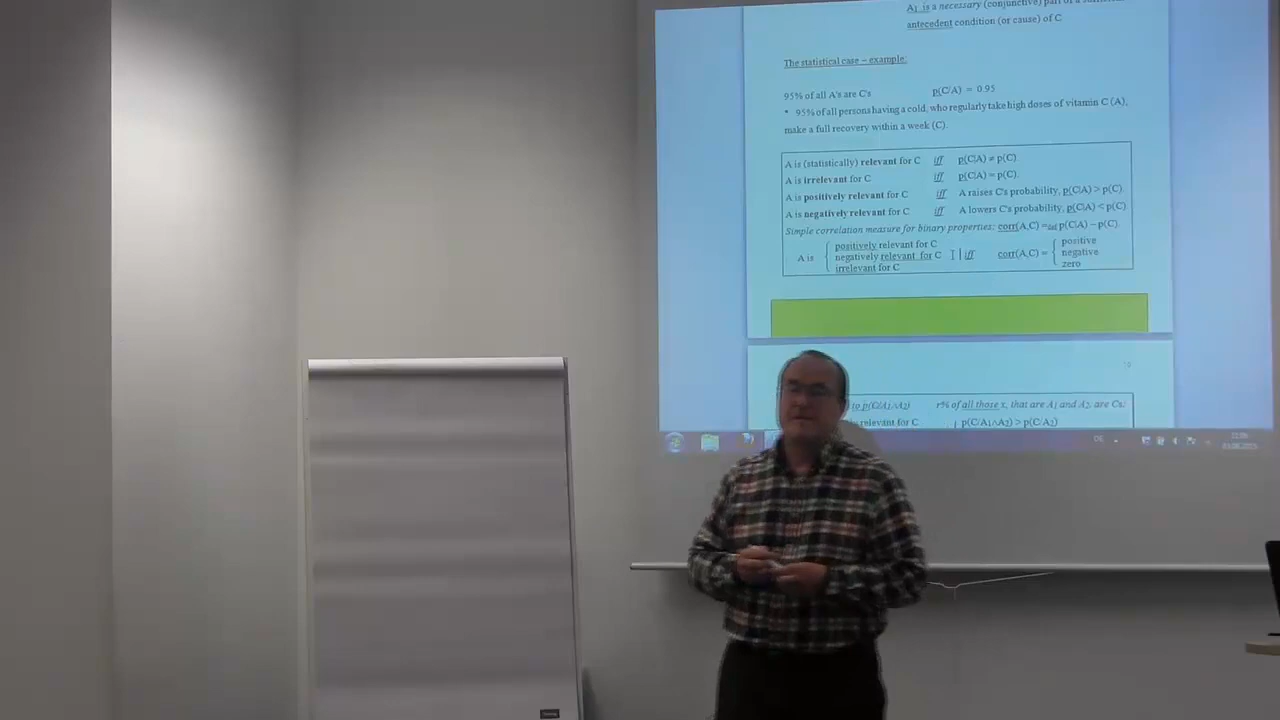 A1 is a necessary (conjunctive) part of a
antecedent condition (or cause) of C
The statistical case – example:
95% of all A's are C's p(C/A) = 0.95
* 95% of all persons having a cold, who regularly take high doses of vitamin C (A),
make a full recovery within a week (C).
A is (statistically) relevant for C iff p(C|A) ≠ p(C).
A is irrelevant for C iff p(C|A) = p(C).
A is positively relevant for C iff A raises C's probability, p(C|A) > p(C).
A is negatively relevant for C iff A lowers C's probability, p(C|A) < p(C)
Simple correlation measure for binary properties: corr(A,C) =def p(C|A) – p(C).
positively relevant for C positive
A is negatively relevant for C iff corr(A,C) = negative
irrelevant for C zero
to p(C/A1∧A2) r% of all those x, that are A1 and A2, are Cs:
relevant for C p(C/A1∧A2) > p(C/A2)
DE